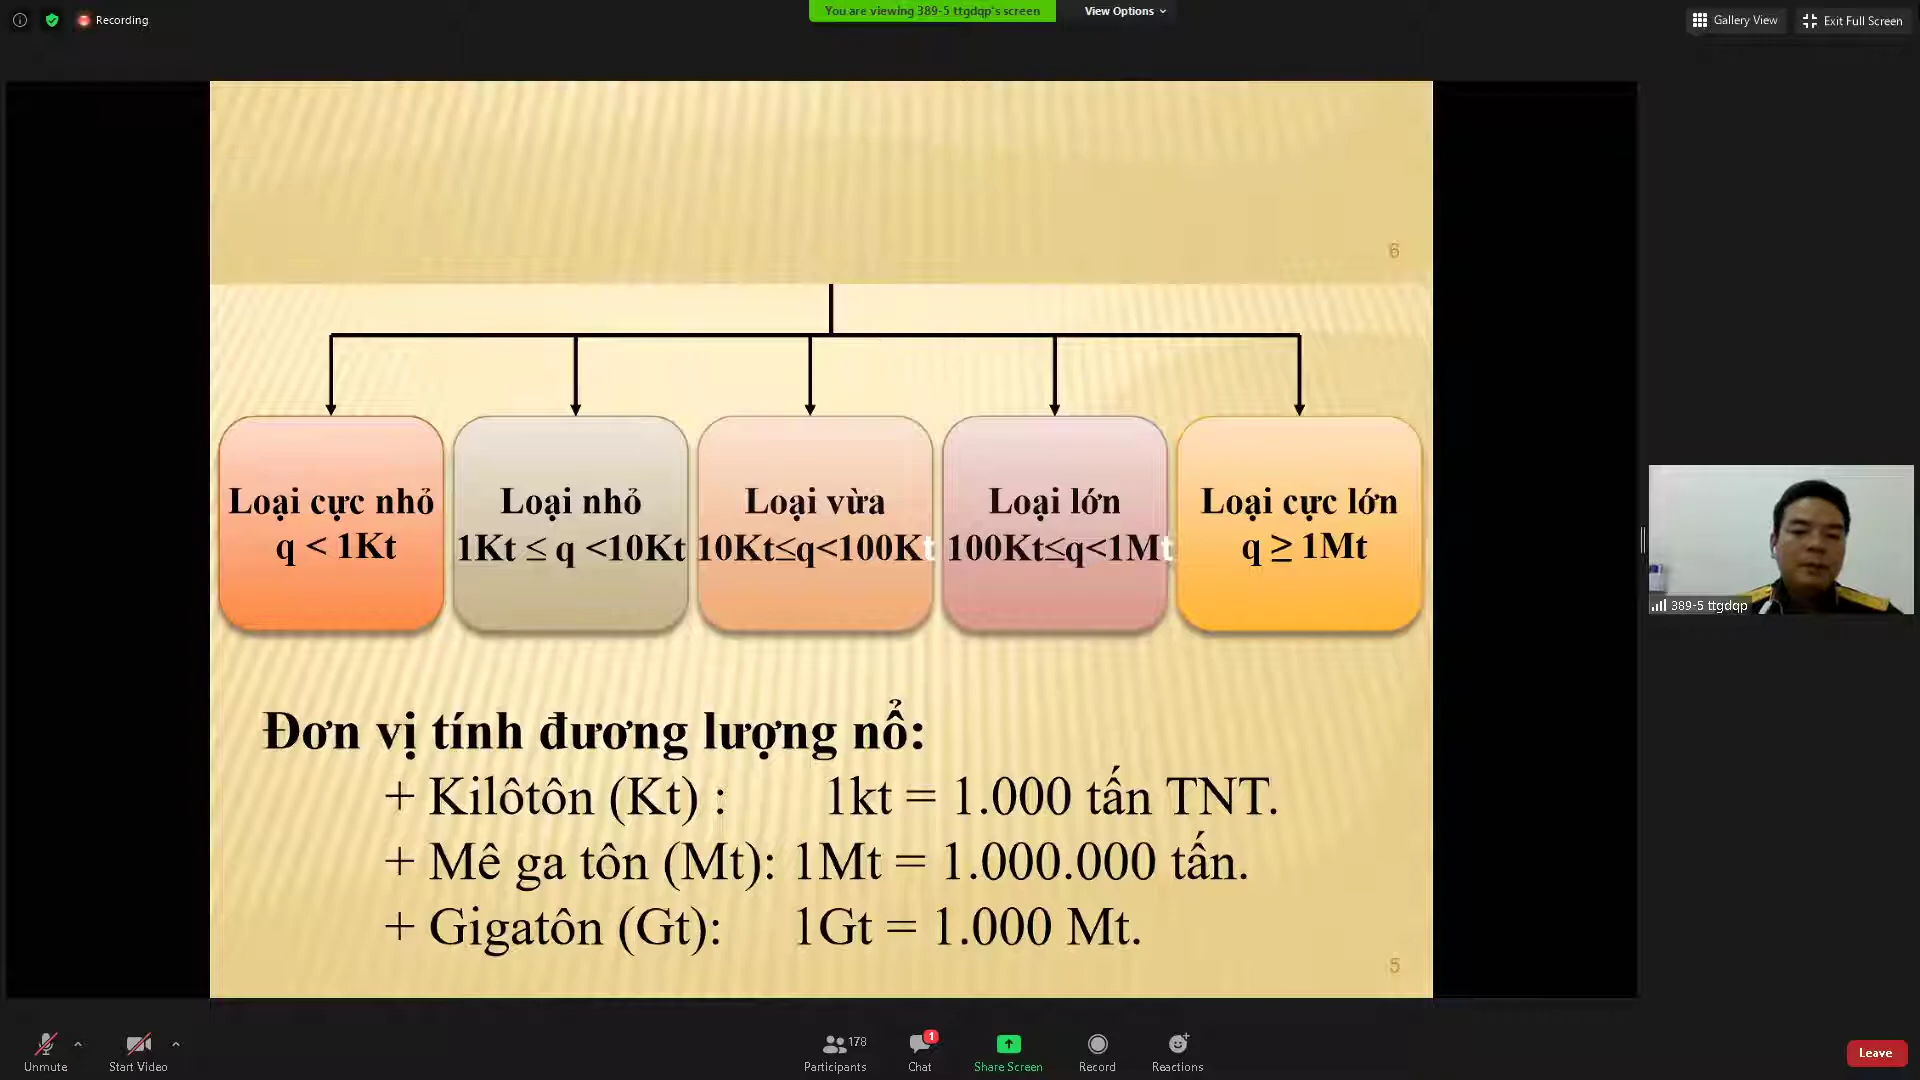 Recording
You are viewing 389-5 ttgdqp's screen
View Options
Gallery View
Exit Full Screen
6
Loại cực nhỏ
q < 1Kt
Loại nhỏ
1Kt ≤ q <10Kt
Loại vừa
10Kt≤q<100Kt
Loại lớn
100Kt≤q<1Mt
Loại cực lớn
q ≥ 1Mt
Đơn vị tính đương lượng nổ:
+ Kilôtôn (Kt) : 1kt = 1.000 tấn TNT.
+ Mê ga tôn (Mt): 1Mt = 1.000.000 tấn.
+ Gigatôn (Gt): 1Gt = 1.000 Mt.
5
389-5 ttgdqp
Unmute
Start Video
178
Participants
1
Chat
Share Screen
Record
Reactions
Leave